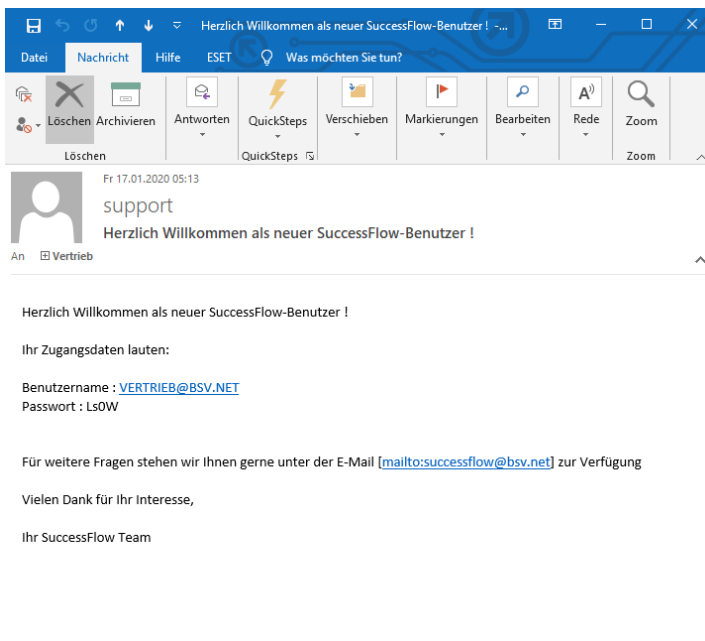 Herzlich Willkommen als neuer SuccessFlow-Benutzer ! -...
Datei Nachricht Hilfe ESET Was möchten Sie tun?
Löschen Archivieren Antworten QuickSteps Verschieben Markierungen Bearbeiten Rede Zoom
Löschen QuickSteps Zoom
Fr 17.01.2020 05:13
support
Herzlich Willkommen als neuer SuccessFlow-Benutzer !
An Vertrieb
Herzlich Willkommen als neuer SuccessFlow-Benutzer !
Ihr Zugangsdaten lauten:
Benutzername : VERTRIEB@BSV.NET
Passwort : Ls0W
Für weitere Fragen stehen wir Ihnen gerne unter der E-Mail [mailto:successflow@bsv.net] zur Verfügung
Vielen Dank für Ihr Interesse,
Ihr SuccessFlow Team